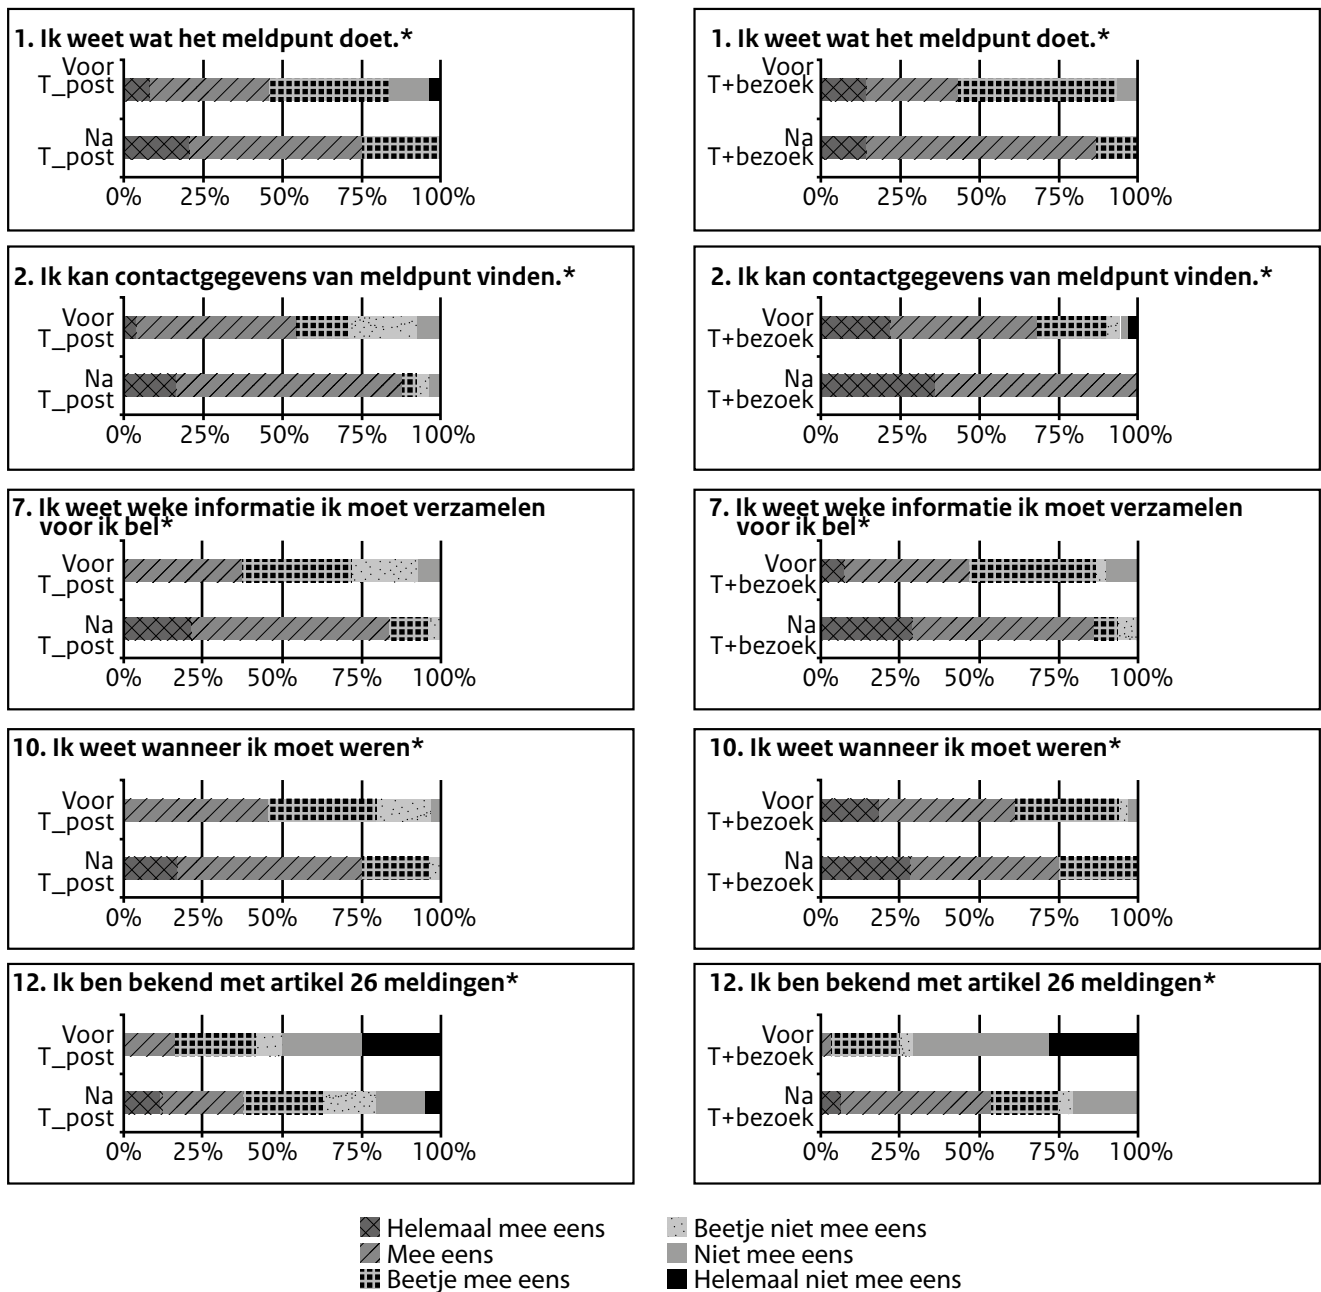 1. Ik weet wat het meldpunt doet.*
Voor
T_post
Na
T_post
0% 25% 50% 75% 100%
1. Ik weet wat het meldpunt doet.*
Voor
T+bezoek
Na
T+bezoek
0% 25% 50% 75% 100%
2. Ik kan contactgegevens van meldpunt vinden.*
Voor
T_post
Na
T_post
0% 25% 50% 75% 100%
2. Ik kan contactgegevens van meldpunt vinden.*
Voor
T+bezoek
Na
T+bezoek
0% 25% 50% 75% 100%
7. Ik weet weke informatie ik moet verzamelen
voor ik bel*
Voor
T_post
Na
T_post
0% 25% 50% 75% 100%
7. Ik weet weke informatie ik moet verzamelen
voor ik bel*
Voor
T+bezoek
Na
T+bezoek
0% 25% 50% 75% 100%
10. Ik weet wanneer ik moet weren*
Voor
T_post
Na
T_post
0% 25% 50% 75% 100%
10. Ik weet wanneer ik moet weren*
Voor
T+bezoek
Na
T+bezoek
0% 25% 50% 75% 100%
12. Ik ben bekend met artikel 26 meldingen*
Voor
T_post
Na
T_post
0% 25% 50% 75% 100%
12. Ik ben bekend met artikel 26 meldingen*
Voor
T+bezoek
Na
T+bezoek
0% 25% 50% 75% 100%
Helemaal mee eens
Mee eens
Beetje mee eens
Beetje niet mee eens
Niet mee eens
Helemaal niet mee eens